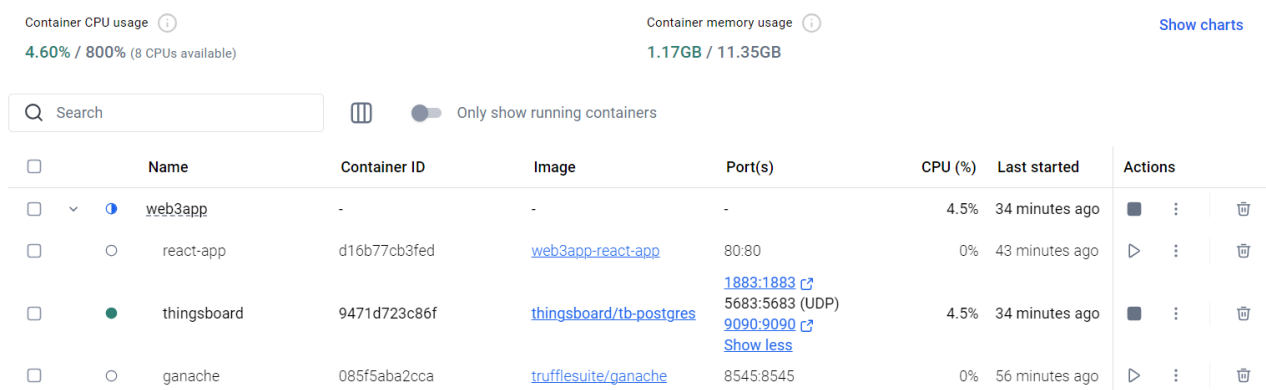 Container CPU usage
4.60% / 800% (8 CPUs available)
Container memory usage
1.17GB / 11.35GB
Show charts
Search
Only show running containers
Name Container ID Image Port(s) CPU (%) Last started Actions
web3app - - - 4.5% 34 minutes ago
react-app d16b77cb3fed web3app-react-app 80:80 0% 43 minutes ago
thingsboard 9471d723c86f thingsboard/tb-postgres 1883:1883 4.5% 34 minutes ago
5683:5683 (UDP)
9090:9090
Show less
ganache 085f5aba2cca trufflesuite/ganache 8545:8545 0% 56 minutes ago